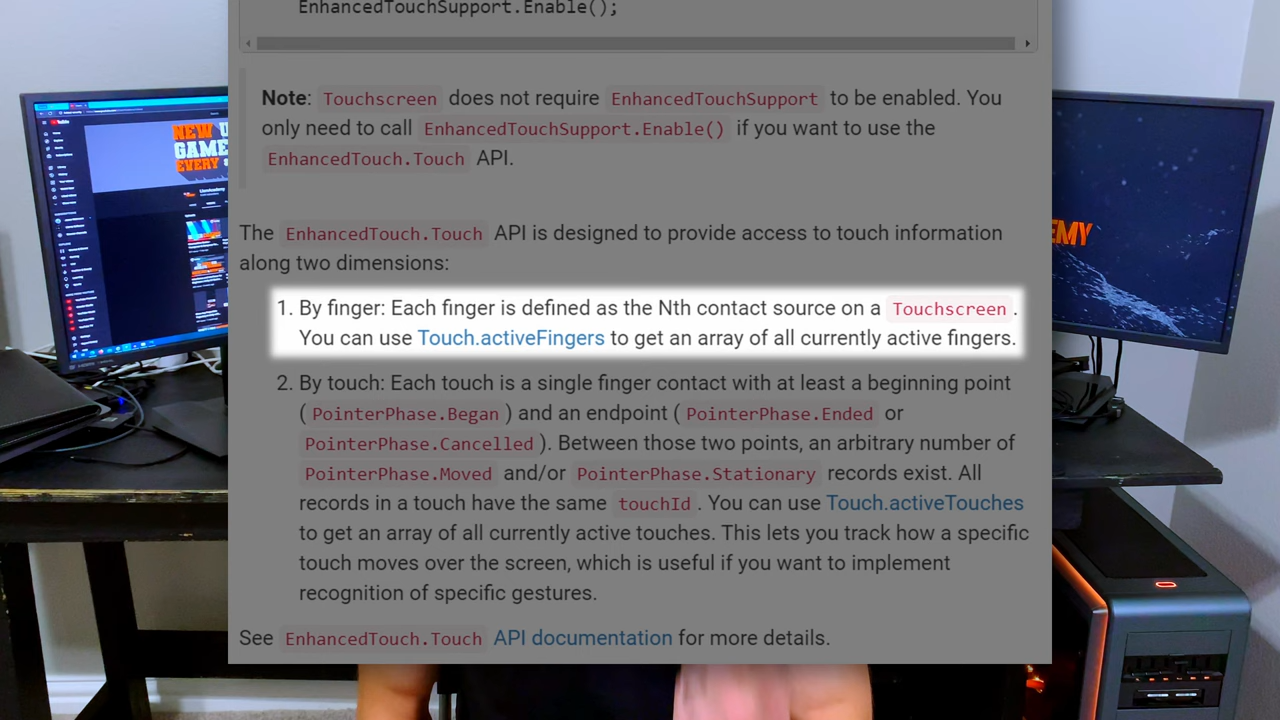 EnhancedTouchSupport.Enable();
Note: Touchscreen does not require EnhancedTouchSupport to be enabled. You
only need to call EnhancedTouchSupport.Enable() if you want to use the
EnhancedTouch.Touch API.
The EnhancedTouch.Touch API is designed to provide access to touch information
along two dimensions:
1. By finger: Each finger is defined as the Nth contact source on a Touchscreen.
You can use Touch.activeFingers to get an array of all currently active fingers.
2. By touch: Each touch is a single finger contact with at least a beginning point
(PointerPhase.Began) and an endpoint (PointerPhase.Ended or
PointerPhase.Cancelled). Between those two points, an arbitrary number of
PointerPhase.Moved and/or PointerPhase.Stationary records exist. All
records in a touch have the same touchId. You can use Touch.activeTouches
to get an array of all currently active touches. This lets you track how a specific
touch moves over the screen, which is useful if you want to implement
recognition of specific gestures.
See EnhancedTouch.Touch API documentation for more details.
NEW
GAME
EVERY
EMY